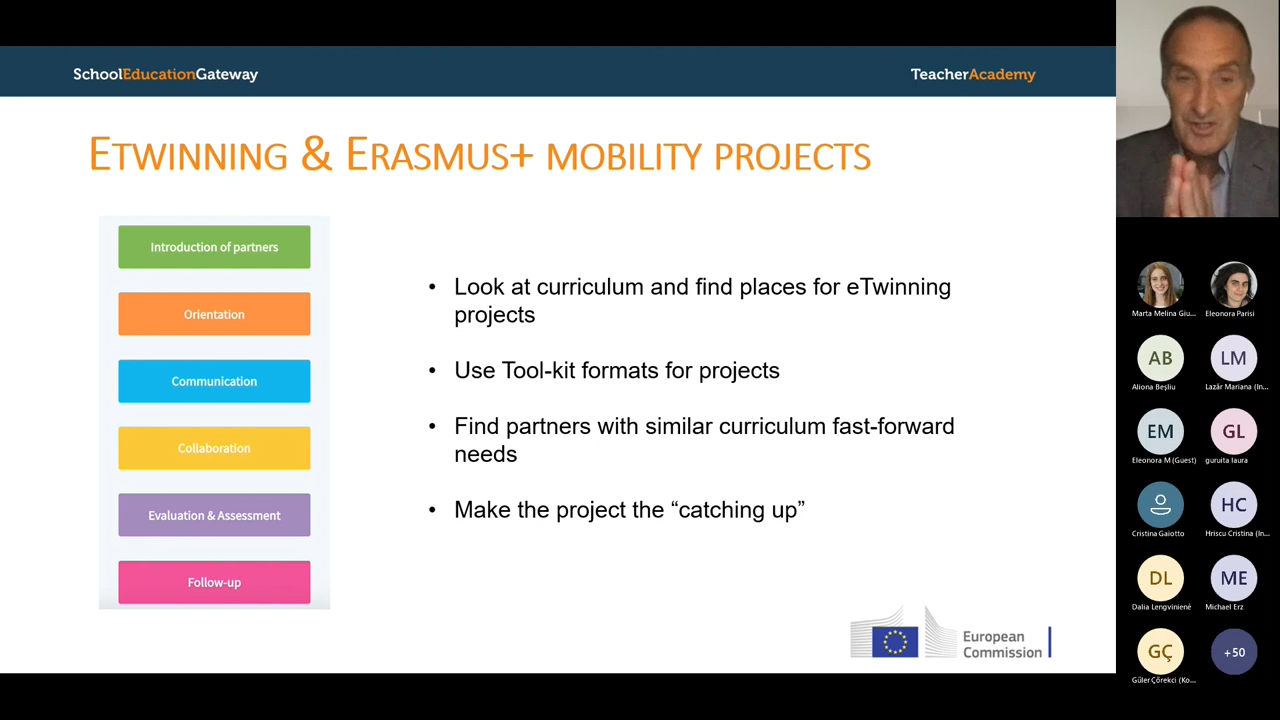 SchoolEducationGateway
TeacherAcademy
ETWINNING & ERASMUS+ MOBILITY PROJECTS
Introduction of partners
Orientation
Communication
Collaboration
Evaluation & Assessment
Follow-up
• Look at curriculum and find places for eTwinning
projects
• Use Tool-kit formats for projects
• Find partners with similar curriculum fast-forward
needs
• Make the project the “catching up”
European
Commission
Marta Melina Giu...
Eleonora Parisi
AB
Aliona Beşliu
LM
Lazăr Mariana (In...
EM
Eleonora M (Guest)
GL
guruita laura
Cristina Gaiotto
HC
Hriscu Cristina (In...
DL
Dalia Lengvinienė
ME
Michael Erz
GÇ
Güler Çörekci (Ko...
+50